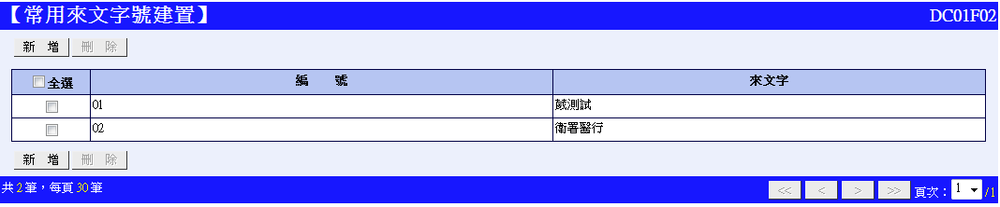 【常用來文字號建置】 DC01F02
新 增 刪 除
全選 編 號 來文字
01 葳測試
02 衛署醫行
新 增 刪 除
共2筆，每頁30筆 << < > >> 頁次：1 /1